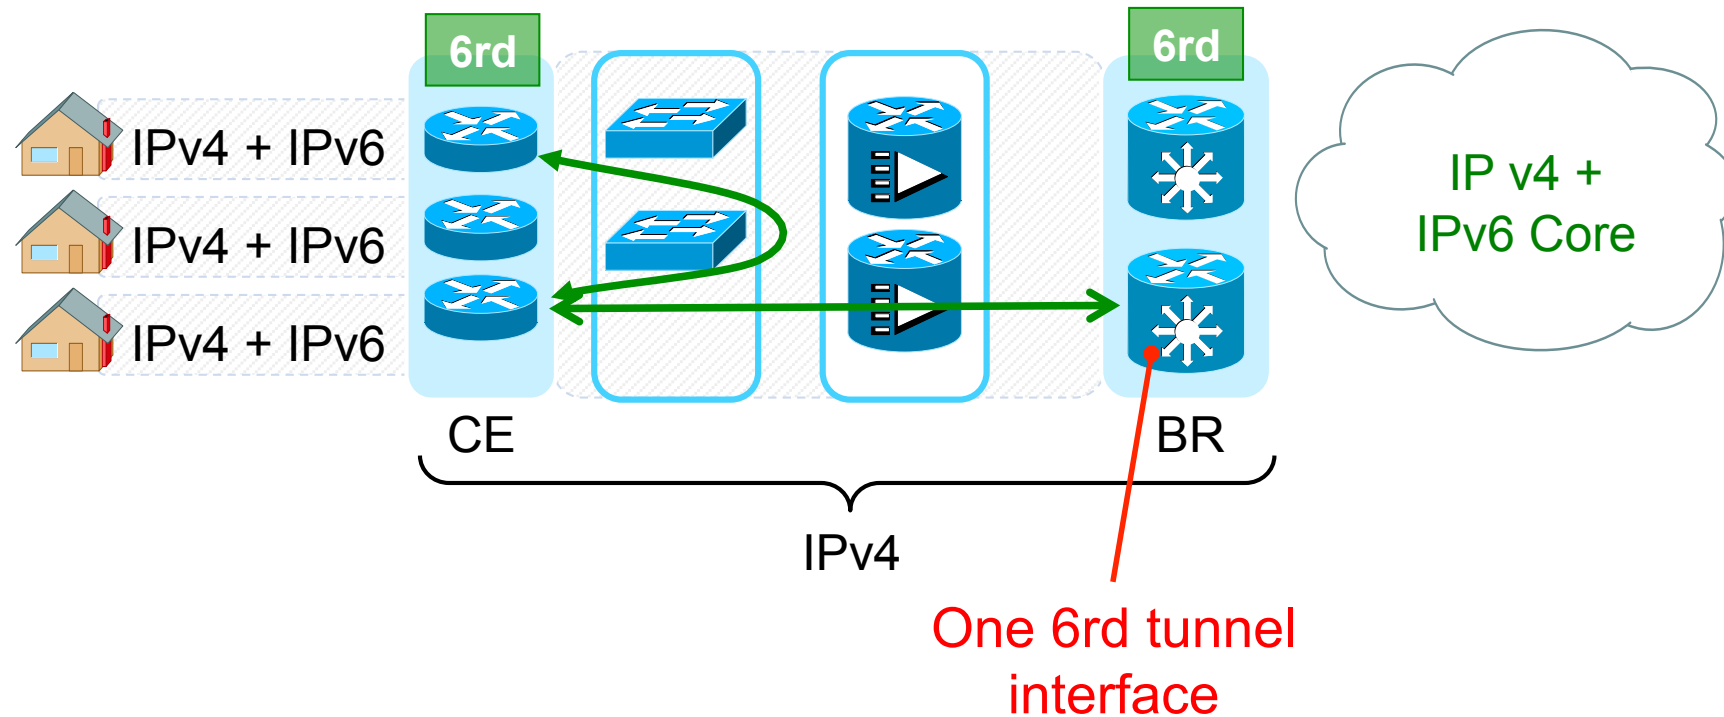 6rd
6rd
IPv4 + IPv6
IPv4 + IPv6
IPv4 + IPv6
IP v4 +
IPv6 Core
CE
BR
IPv4
One 6rd tunnel
interface